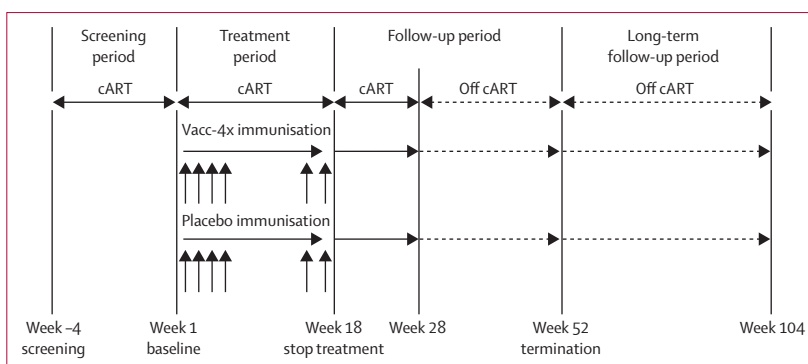 Screening period
Treatment period
Follow-up period
Long-term follow-up period
cART
cART
cART
Off cART
Off cART
Vacc-4x immunisation
Placebo immunisation
Week –4 screening
Week 1 baseline
Week 18 stop treatment
Week 28
Week 52 termination
Week 104